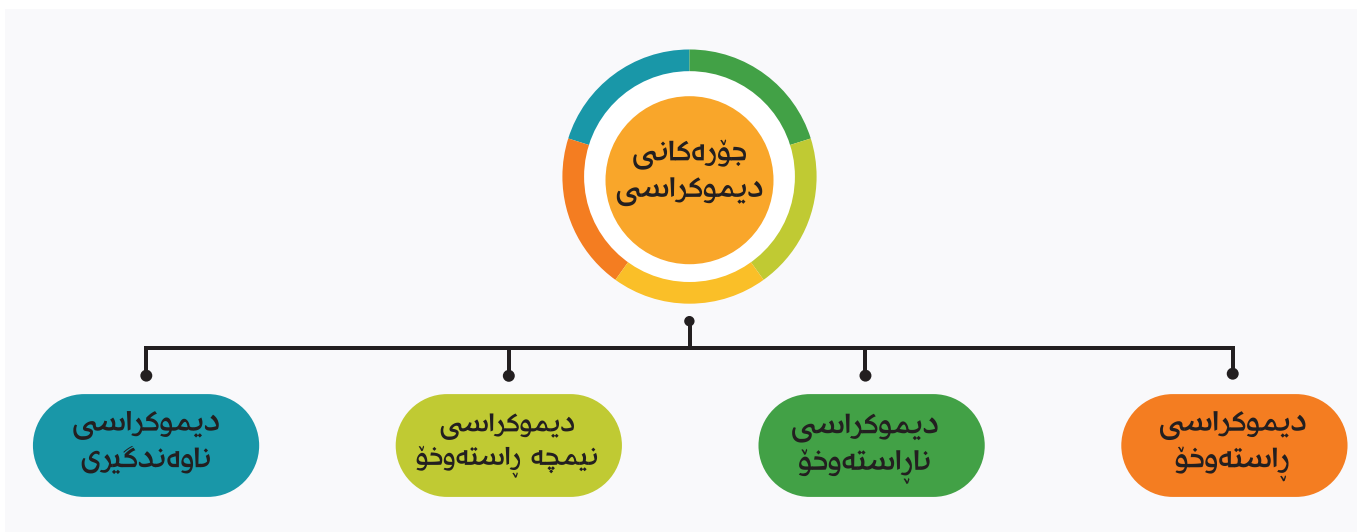 جۆرەکانی
دیموکراسی
دیموکراسی
ڕاستەوخۆ
دیموکراسی
ناڕاستەوخۆ
دیموکراسی
نیمچە ڕاستەوخۆ
دیموکراسی
ناوەندگیری